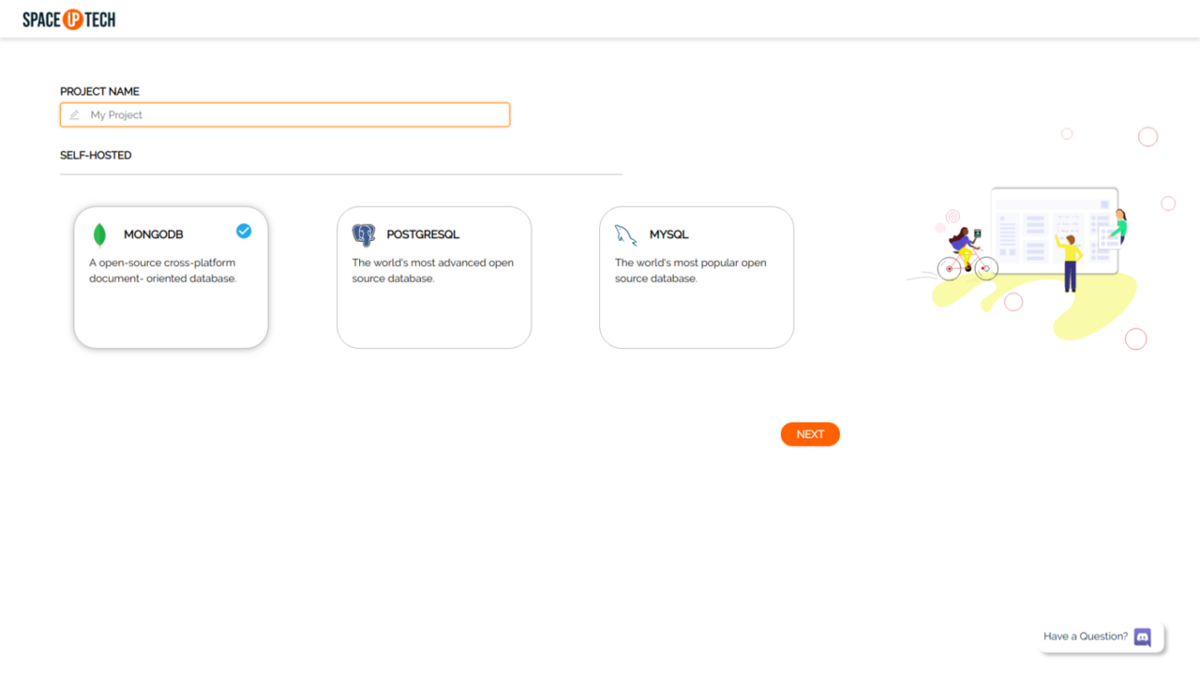 SPACE UP TECH
PROJECT NAME
My Project
SELF-HOSTED
MONGODB
A open-source cross-platform
document- oriented database.
POSTGRESQL
The world's most advanced open
source database.
MYSQL
The world's most popular open
source database.
NEXT
Have a Question?